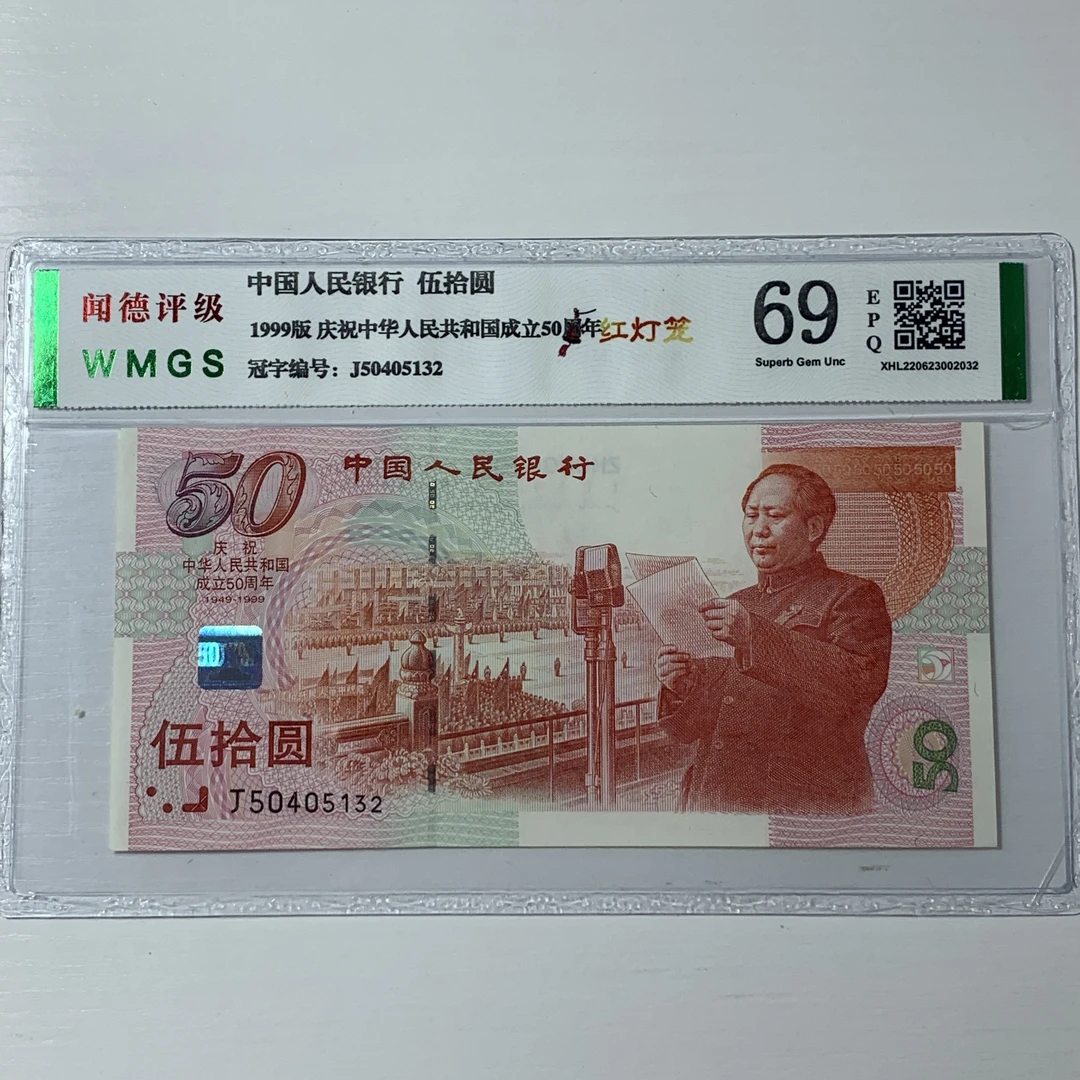 闻德评级
WMGS
中国人民银行 伍拾圆
1999版 庆祝中华人民共和国成立50周年红灯笼
冠字编号：J50405132
69
EPQ
Superb Gem Unc
XHL220623002032
50
中国人民银行
庆祝
中华人民共和国
成立50周年
1949-1999
伍拾圆
J50405132
50